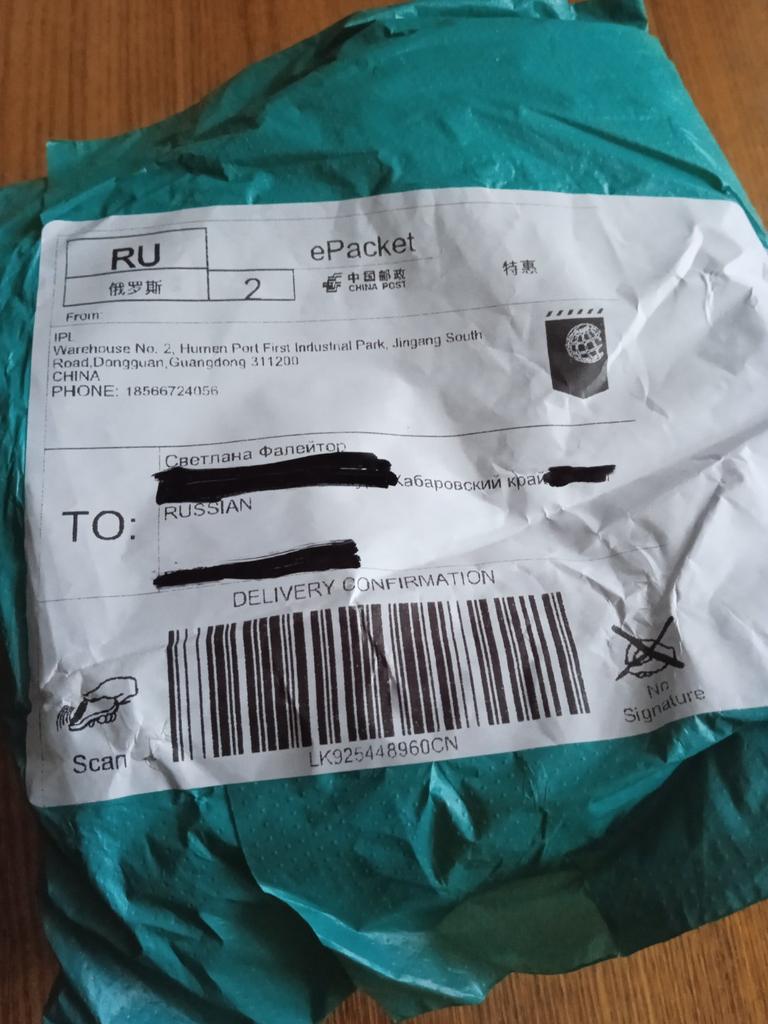 RU
ePacket
特惠
俄罗斯
2
中国邮政
CHINA POST
From:
IPL
Warehouse No. 2, Humen Port First Industrial Park, Jingang South
Road,Dongguan,Guangdong 311200
CHINA
PHONE: 18566724056
Светлана Фалейтор
Хабаровский край
RUSSIAN
TO:
DELIVERY CONFIRMATION
Scan
LK925448960CN
No
Signature